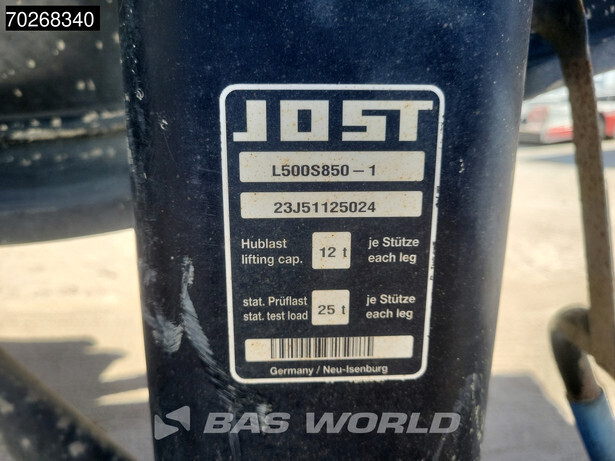 70268340
JOST
L500S850-1
23J51125024
Hublast
lifting cap.
12 t
je Stütze
each leg
stat. Prüflast
stat. test load
25 t
je Stütze
each leg
Germany / Neu-Isenburg
BAS WORLD